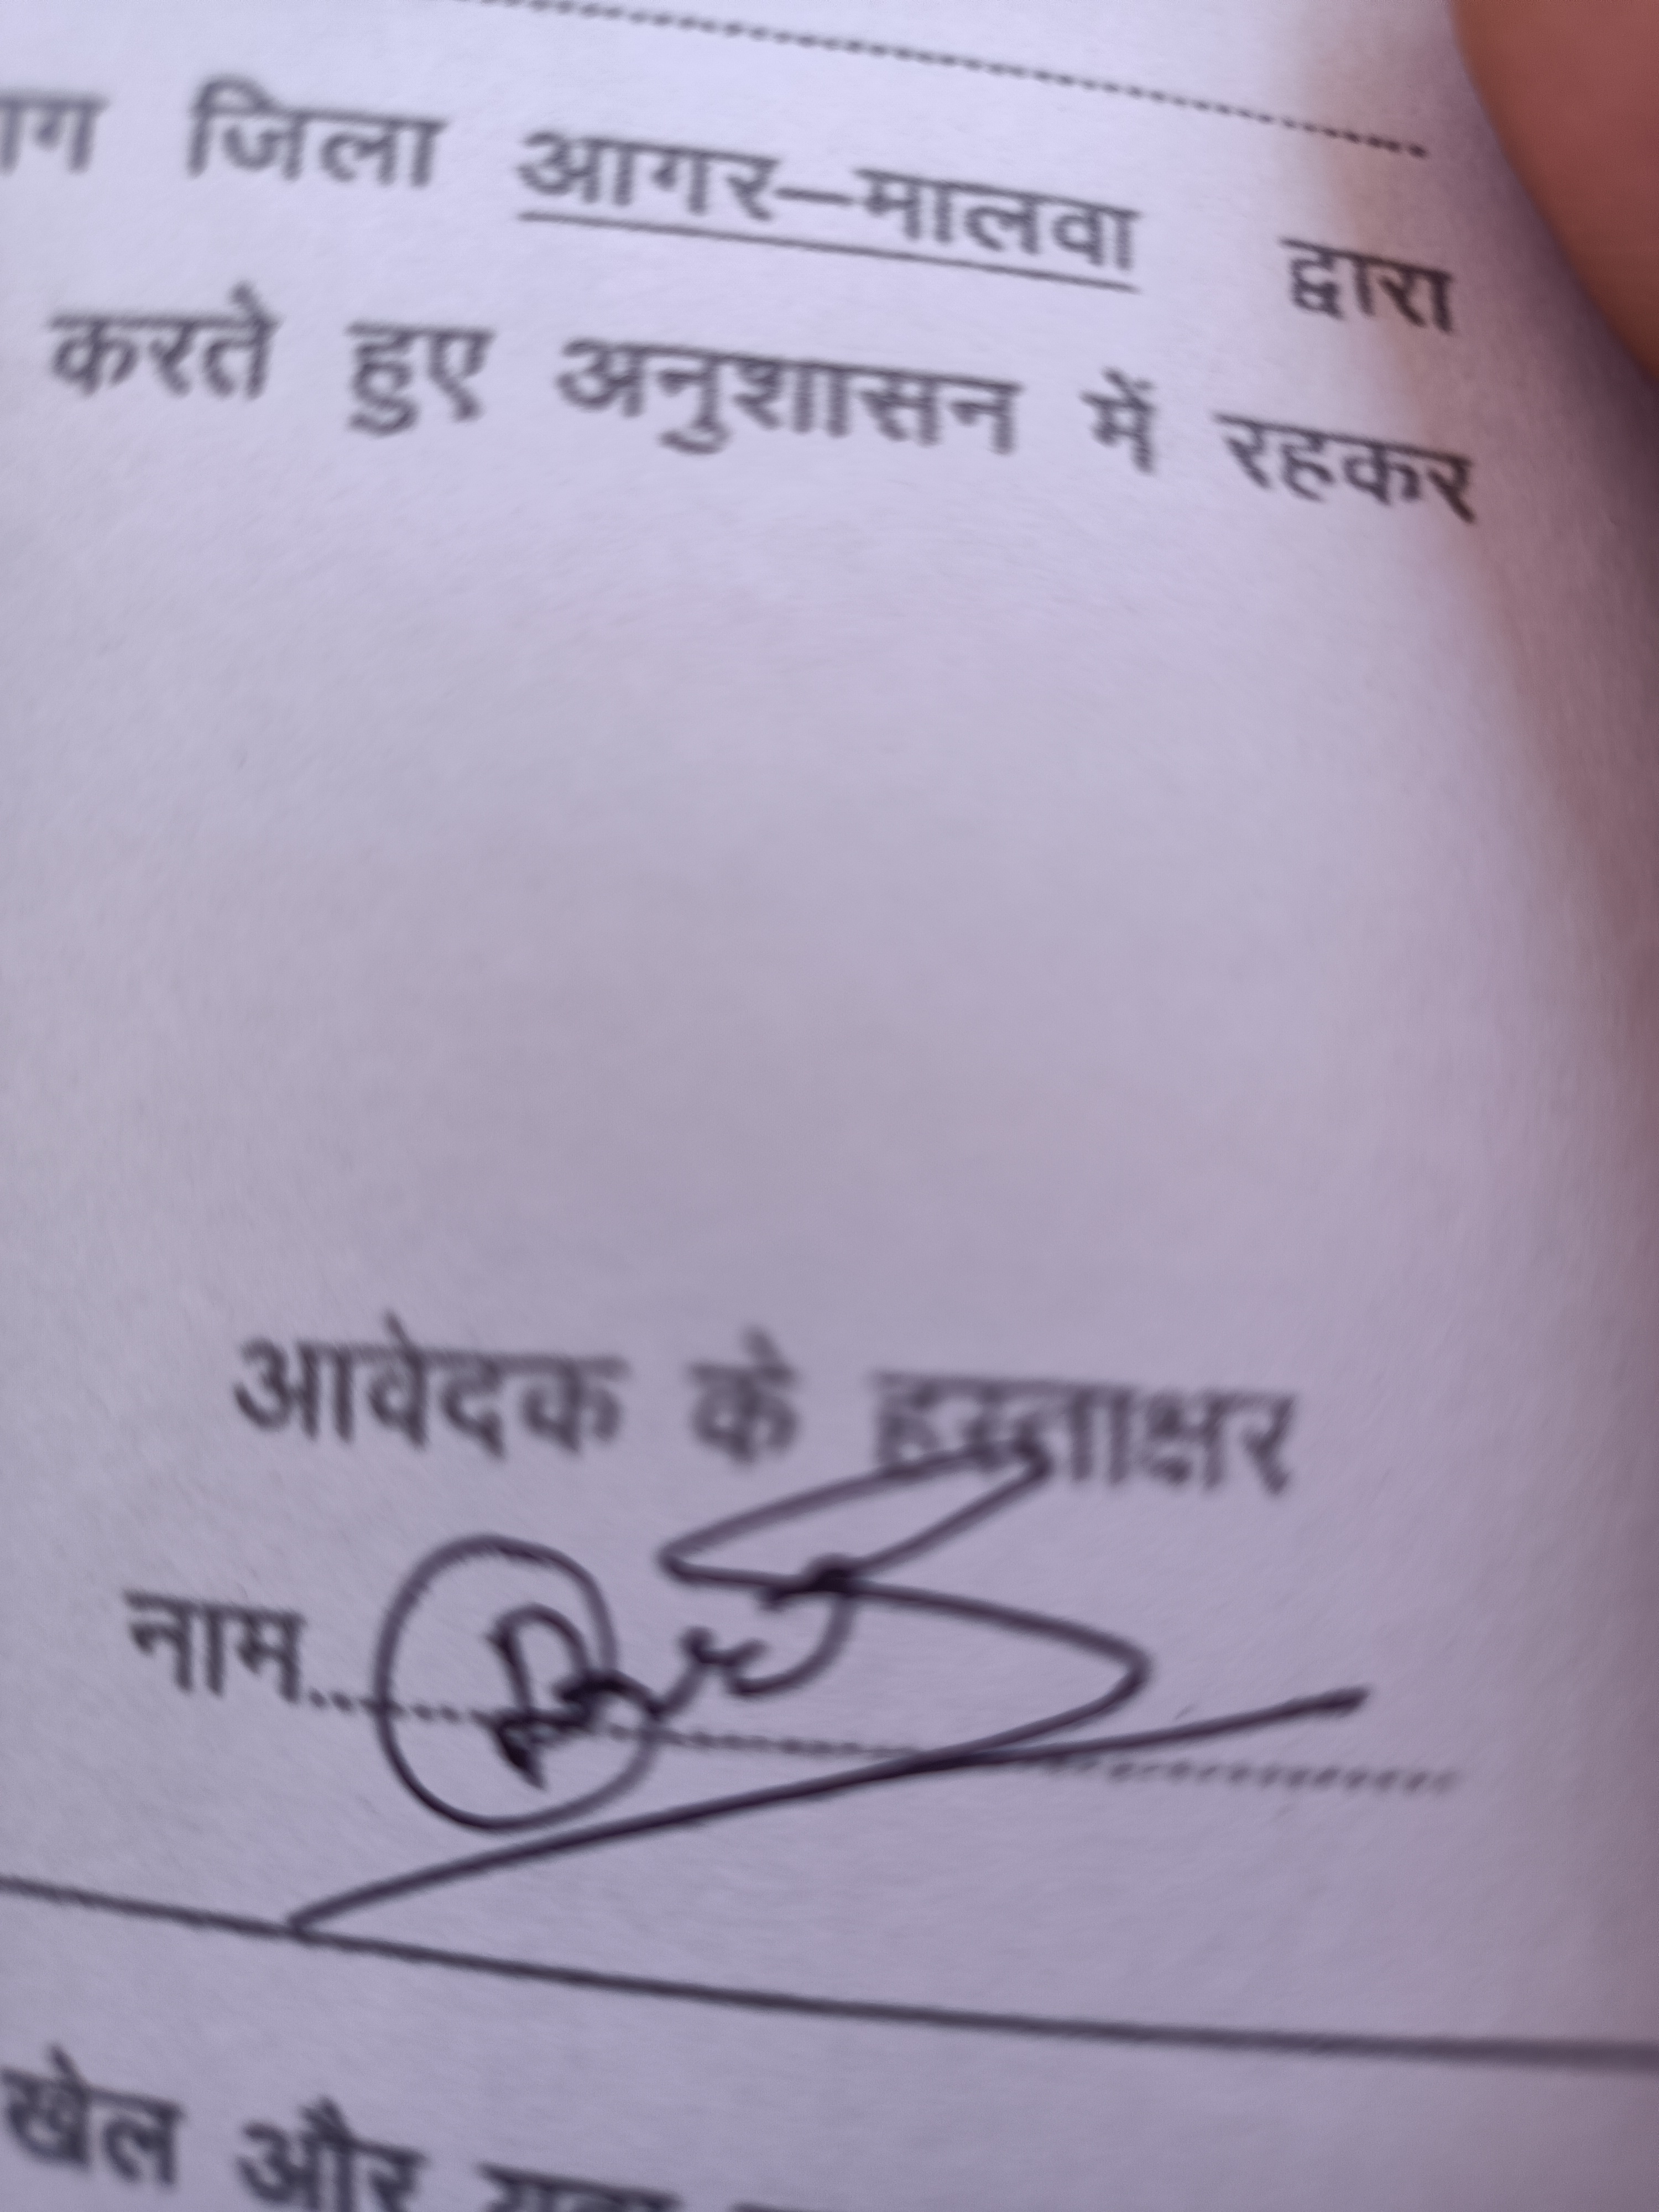 जिला आगर–मालवा द्वारा
करते हुए अनुशासन में रहकर
आवेदक के हस्ताक्षर
नाम
खेल और